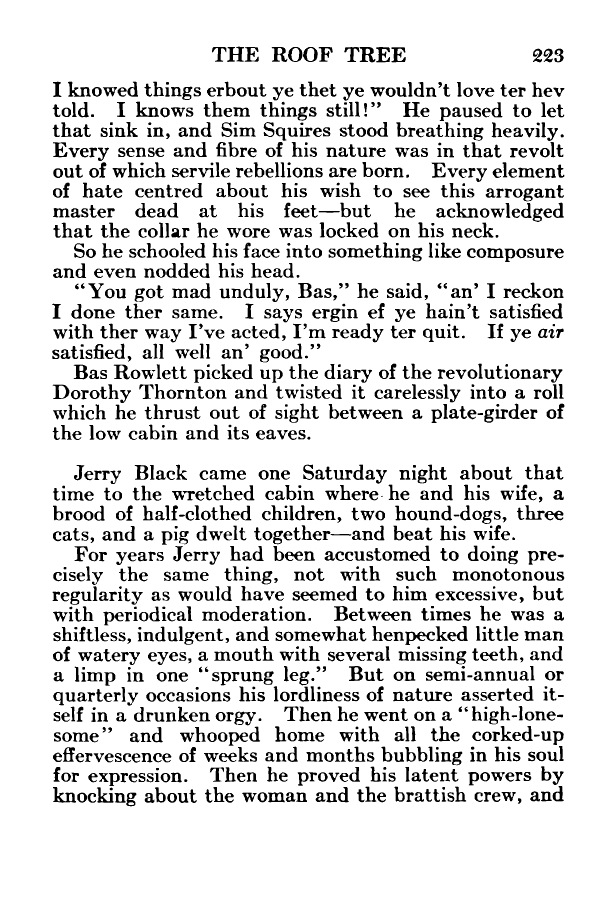 THE ROOF TREE 223
I knowed things erbout ye thet ye wouldn't love ter hev
told. I knows them things still!" He paused to let
that sink in, and Sim Squires stood breathing heavily.
Every sense and fibre of his nature was in that revolt
out of which servile rebellions are born. Every element
of hate centred about his wish to see this arrogant
master dead at his feet—but he acknowledged
that the collar he wore was locked on his neck.
So he schooled his face into something like composure
and even nodded his head.
"You got mad unduly, Bas," he said, "an' I reckon
I done ther same. I says ergin ef ye hain't satisfied
with ther way I've acted, I'm ready ter quit. If ye air
satisfied, all well an' good."
Bas Rowlett picked up the diary of the revolutionary
Dorothy Thornton and twisted it carelessly into a roll
which he thrust out of sight between a plate-girder of
the low cabin and its eaves.
Jerry Black came one Saturday night about that
time to the wretched cabin where he and his wife, a
brood of half-clothed children, two hound-dogs, three
cats, and a pig dwelt together—and beat his wife.
For years Jerry had been accustomed to doing pre-
cisely the same thing, not with such monotonous
regularity as would have seemed to him excessive, but
with periodical moderation. Between times he was a
shiftless, indulgent, and somewhat henpecked little man
of watery eyes, a mouth with several missing teeth, and
a limp in one "sprung leg." But on semi-annual or
quarterly occasions his lordliness of nature asserted it-
self in a drunken orgy. Then he went on a "high-lone-
some" and whooped home with all the corked-up
effervescence of weeks and months bubbling in his soul
for expression. Then he proved his latent powers by
knocking about the woman and the brattish crew, and